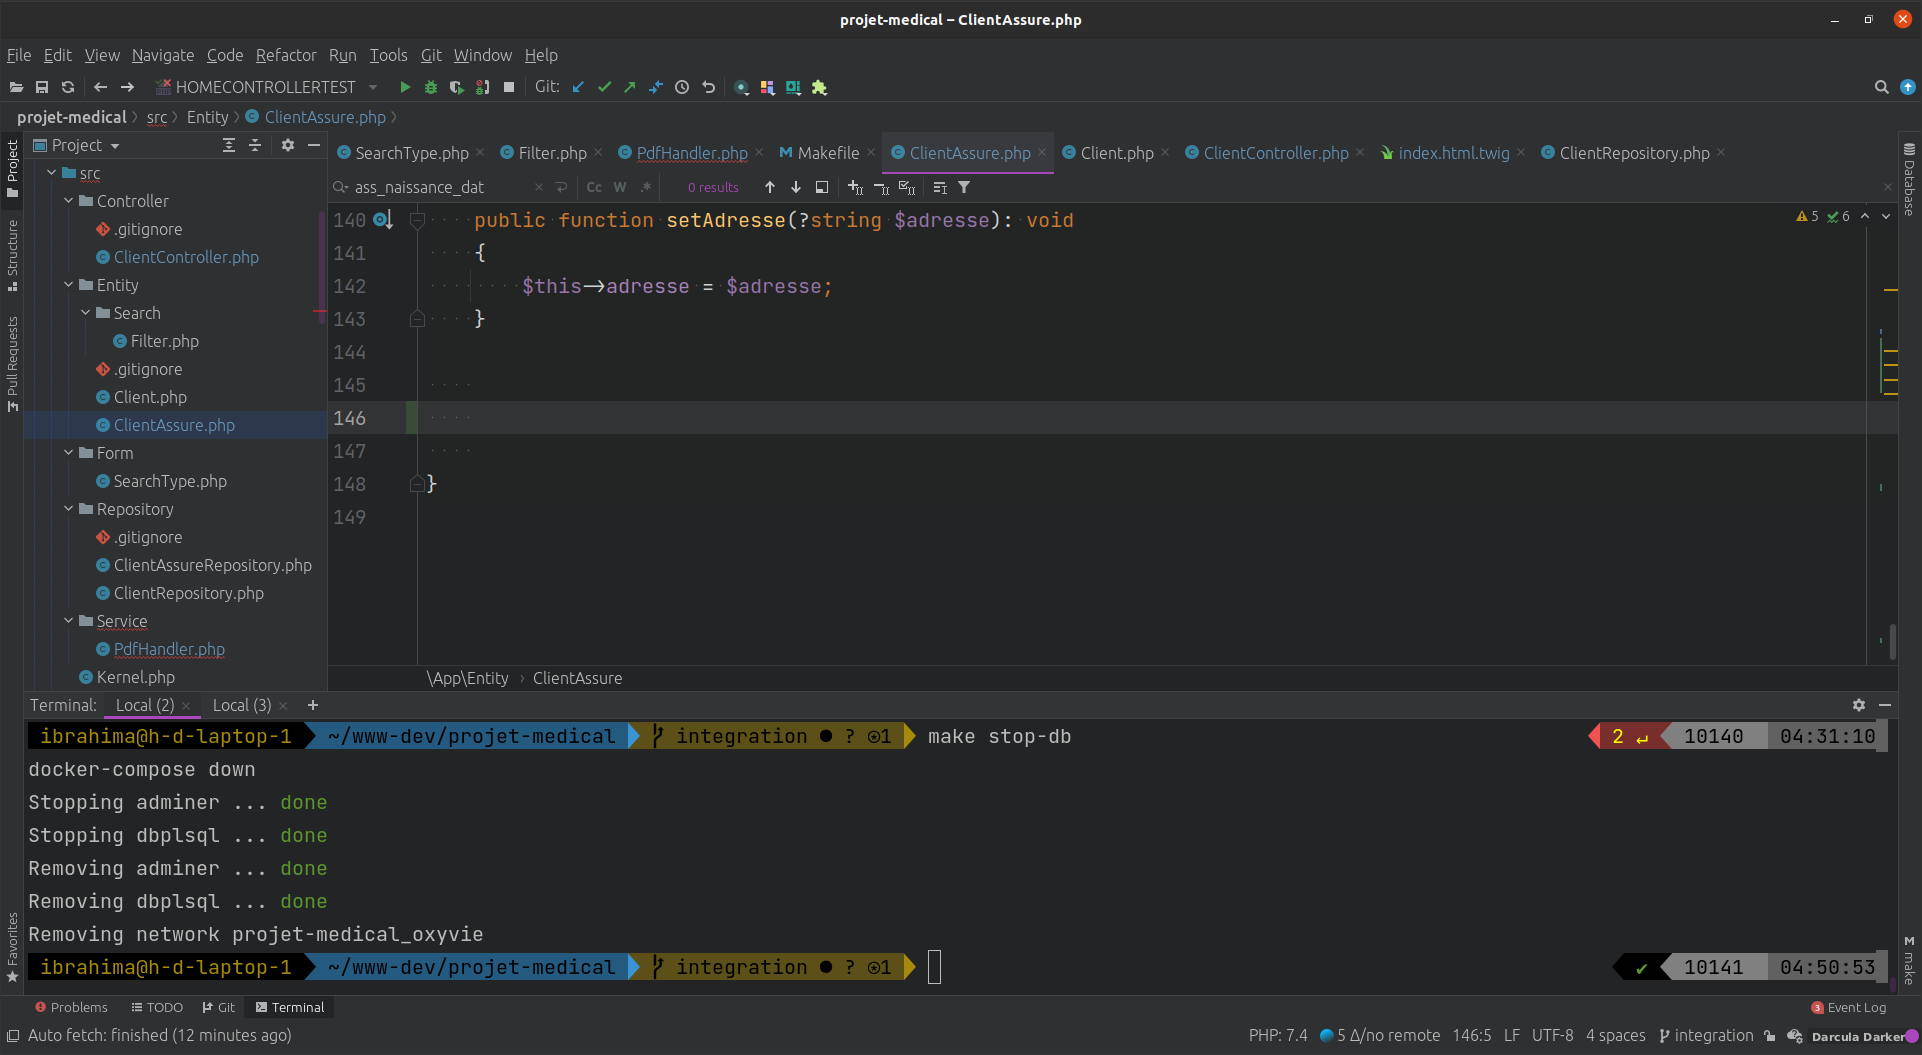 projet-medical – ClientAssure.php
File Edit View Navigate Code Refactor Run Tools Git Window Help
HOMECONTROLLERTEST Git:
projet-medical src Entity ClientAssure.php
Project
SearchType.php Filter.php PdfHandler.php Makefile ClientAssure.php Client.php ClientController.php index.html.twig ClientRepository.php
ass_naissance_dat Cc W .* 0 results
Project
Structure
Pull Requests
Favorites
src
Controller
.gitignore
ClientController.php
Entity
Search
Filter.php
.gitignore
Client.php
ClientAssure.php
Form
SearchType.php
Repository
.gitignore
ClientAssureRepository.php
ClientRepository.php
Service
PdfHandler.php
Kernel.php
5 6
140 public function setAdresse(?string $adresse): void
141 {
142 $this->adresse = $adresse;
143 }
144
145
146
147
148 }
149
Database
make
\App\Entity › ClientAssure
Terminal: Local (2) Local (3) +
ibrahima@h-d-laptop-1 ~/www-dev/projet-medical integration ● ? ⊛1 make stop-db 2 ↵ 10140 04:31:10
docker-compose down
Stopping adminer ... done
Stopping dbplsql ... done
Removing adminer ... done
Removing dbplsql ... done
Removing network projet-medical_oxyvie
ibrahima@h-d-laptop-1 ~/www-dev/projet-medical integration ● ? ⊛1 ✔ 10141 04:50:53
Problems TODO Git Terminal 3 Event Log
Auto fetch: finished (12 minutes ago) PHP: 7.4 5 Δ/no remote 146:5 LF UTF-8 4 spaces integration Darcula Darker